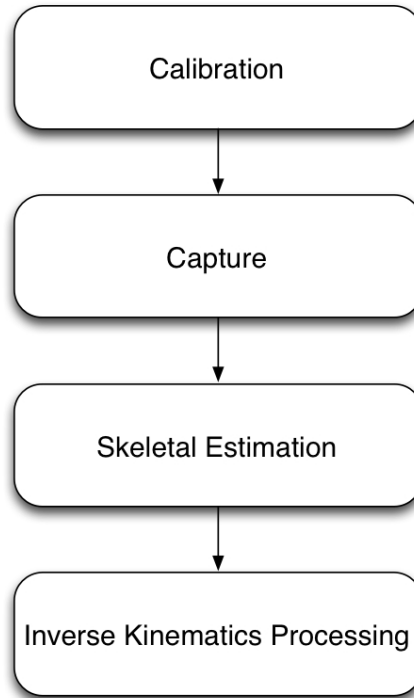 Calibration
Capture
Skeletal Estimation
Inverse Kinematics Processing